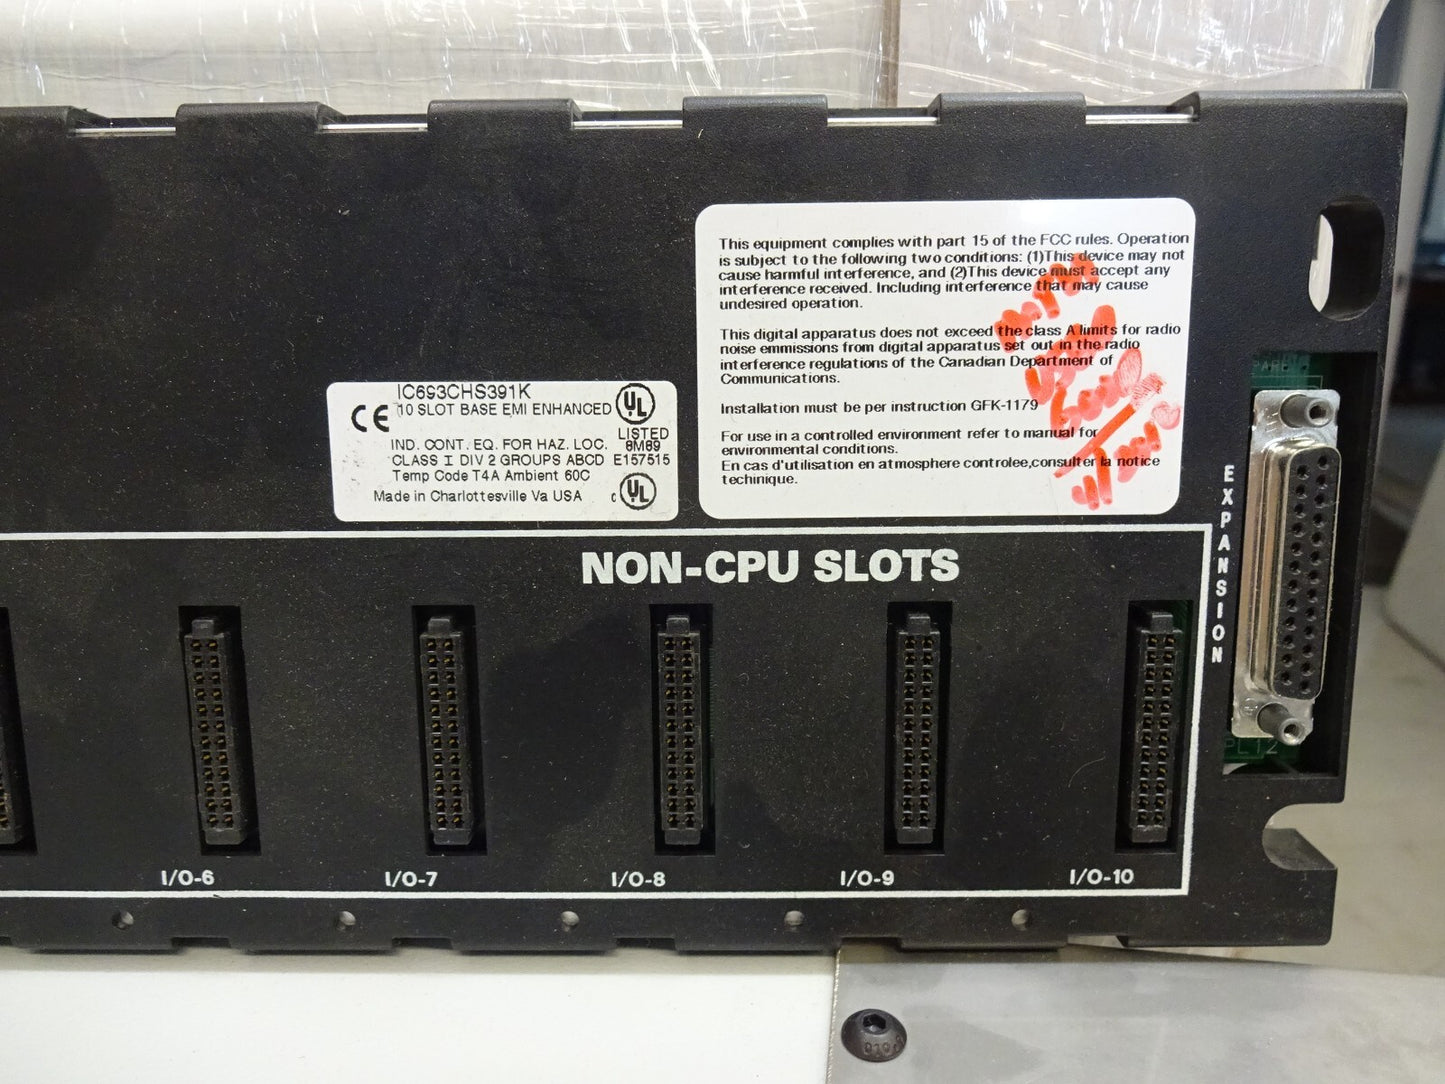 This equipment complies with part 15 of the FCC rules. Operation
is subject to the following two conditions: (1)This device may not
cause harmful interference, and (2)This device must accept any
interference received. Including interference that may cause
undesired operation.
This digital apparatus does not exceed the class A limits for radio
noise emmissions from digital apparatus set out in the radio
interference regulations of the Canadian Department of
Communications.
Installation must be per instruction GFK-1179
For use in a controlled environment refer to manual for
environmental conditions.
En cas d'utilisation en atmosphere controlee,consulter la notice
techinique.
IC693CHS391K
10 SLOT BASE EMI ENHANCED
CE
UL
LISTED
IND. CONT. EQ. FOR HAZ. LOC. 8M89
CLASS I DIV 2 GROUPS ABCD E157515
Temp Code T4A Ambient 60C
Made in Charlottesville Va USA
c UL
EXPANSION
NON-CPU SLOTS
PL12
I/O-6 I/O-7 I/O-8 I/O-9 I/O-10